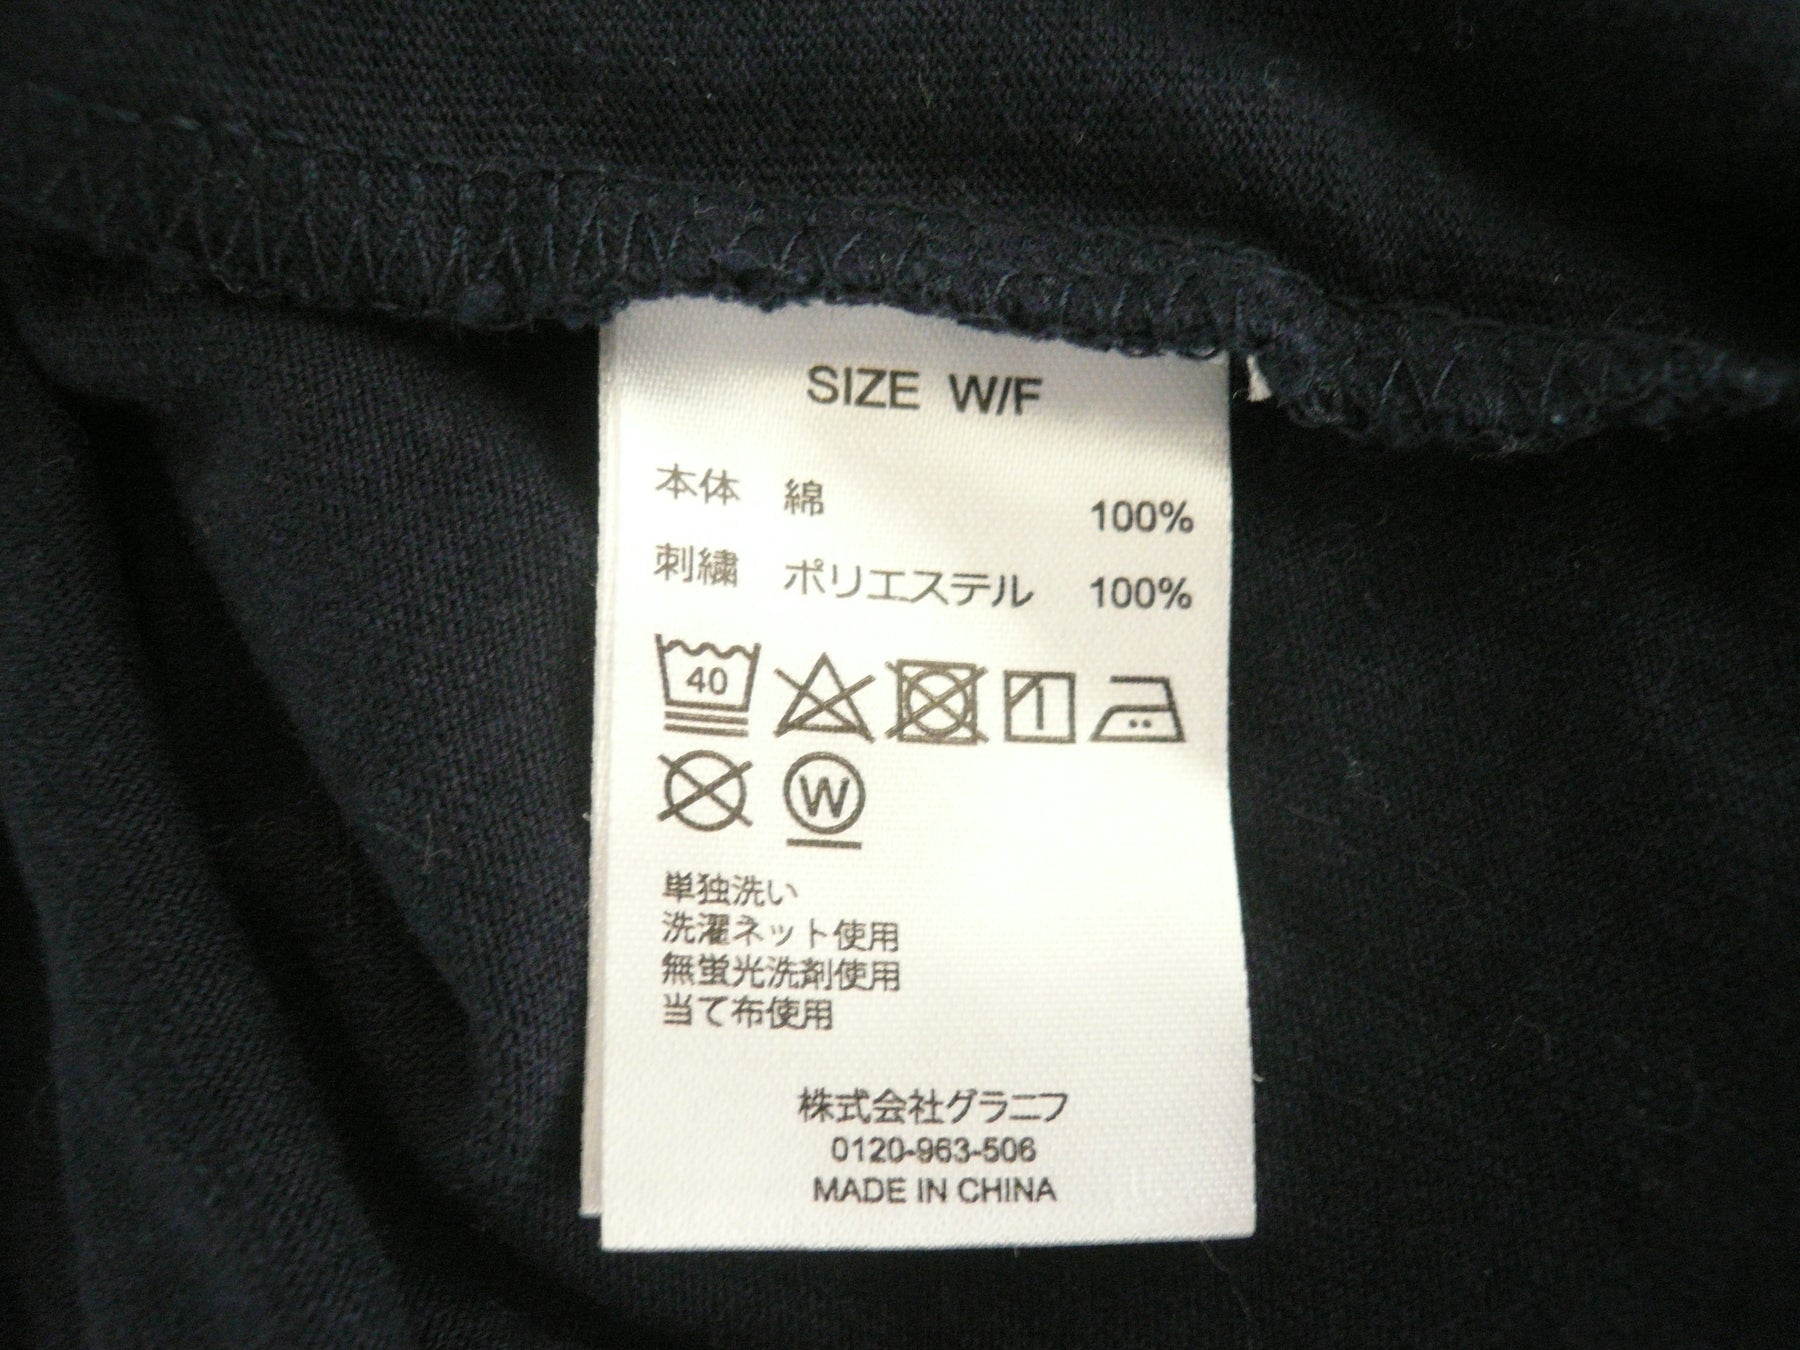 SIZE W/F
本体 綿 100%
刺繍 ポリエステル 100%
40
W
単独洗い
洗濯ネット使用
無蛍光洗剤使用
当て布使用
株式会社グラニフ
0120-963-506
MADE IN CHINA